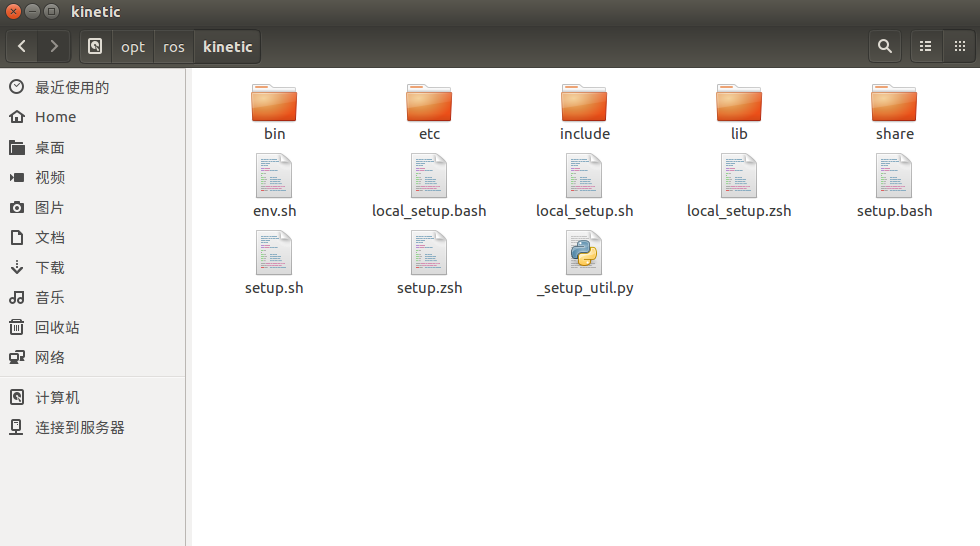 kinetic
opt ros kinetic
最近使用的
Home
桌面
视频
图片
文档
下载
音乐
回收站
网络
计算机
连接到服务器
bin etc include lib share
env.sh local_setup.bash local_setup.sh local_setup.zsh setup.bash
setup.sh setup.zsh _setup_util.py